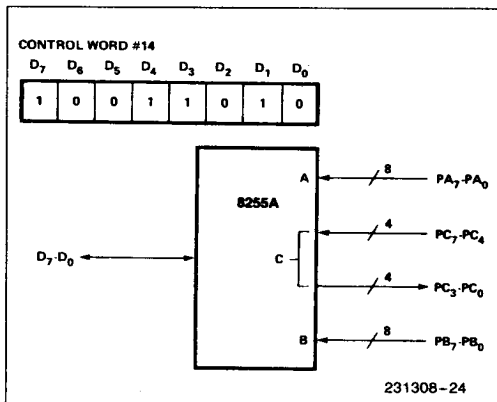 CONTROL WORD #14
D7 D6 D5 D4 D3 D2 D1 D0
1 0 0 1 1 0 1 0
8255A
A
8
PA7-PA0
4
PC7-PC4
D7-D0
C
4
PC3-PC0
B
8
PB7-PB0
231308-24